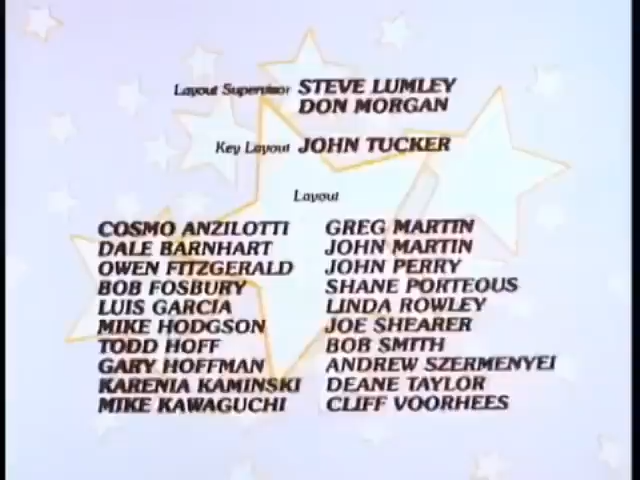 Layout Supervisor STEVE LUMLEY
DON MORGAN
Key Layout JOHN TUCKER
Layout
COSMO ANZILOTTI GREG MARTIN
DALE BARNHART JOHN MARTIN
OWEN FITZGERALD JOHN PERRY
BOB FOSBURY SHANE PORTEOUS
LUIS GARCIA LINDA ROWLEY
MIKE HODGSON JOE SHEARER
TODD HOFF BOB SMITH
GARY HOFFMAN ANDREW SZERMENYEI
KARENIA KAMINSKI DEANE TAYLOR
MIKE KAWAGUCHI CLIFF VOORHEES